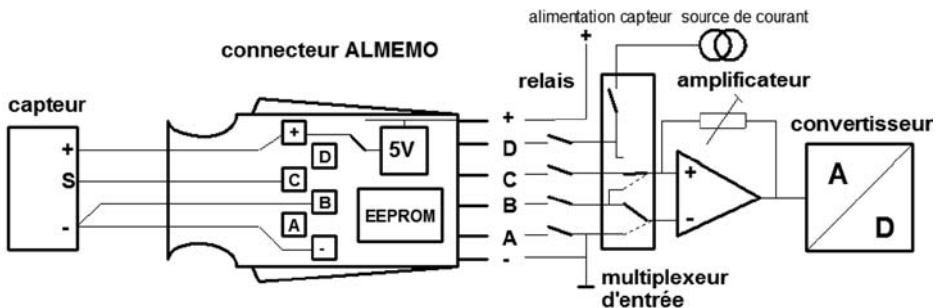 alimentation capteur source de courant
connecteur ALMEMO
+
relais
amplificateur
capteur
convertisseur
+
+
+
D
5V
D
S
C
C
+
A
B
B
EEPROM
-
-
A
A
D
-
-
multiplexeur
d'entrée